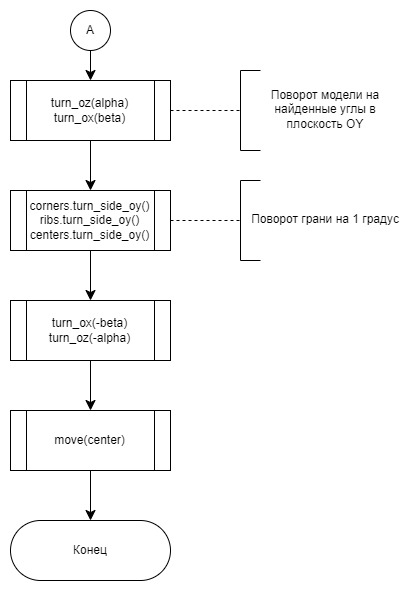 A
turn_oz(alpha)
turn_ox(beta)
Поворот модели на
найденные углы в
плоскость OY
corners.turn_side_oy()
ribs.turn_side_oy()
centers.turn_side_oy()
Поворот грани на 1 градус
turn_ox(-beta)
turn_oz(-alpha)
move(center)
Конец